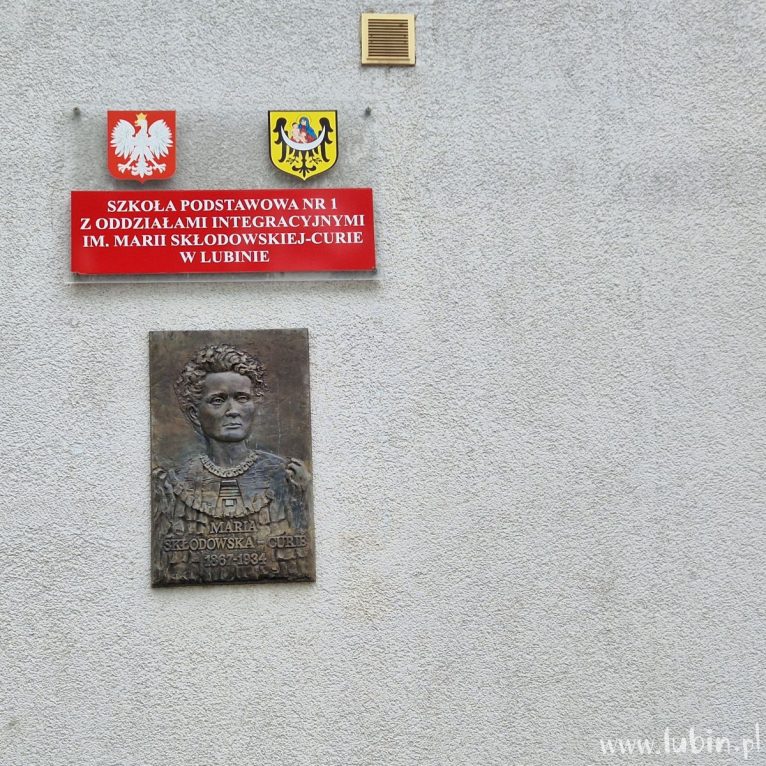 SZKOŁA PODSTAWOWA NR 1
Z ODDZIAŁAMI INTEGRACYJNYMI
IM. MARII SKŁODOWSKIEJ-CURIE
W LUBINIE
MARIA
SKŁODOWSKA - CURIE
1867-1934
www.lubin.pl